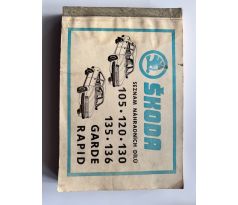 ŠKODA
SEZNAM NÁHRADNÍCH DÍLŮ
105 • 120 • 130
135 • 136
GARDE
RAPID